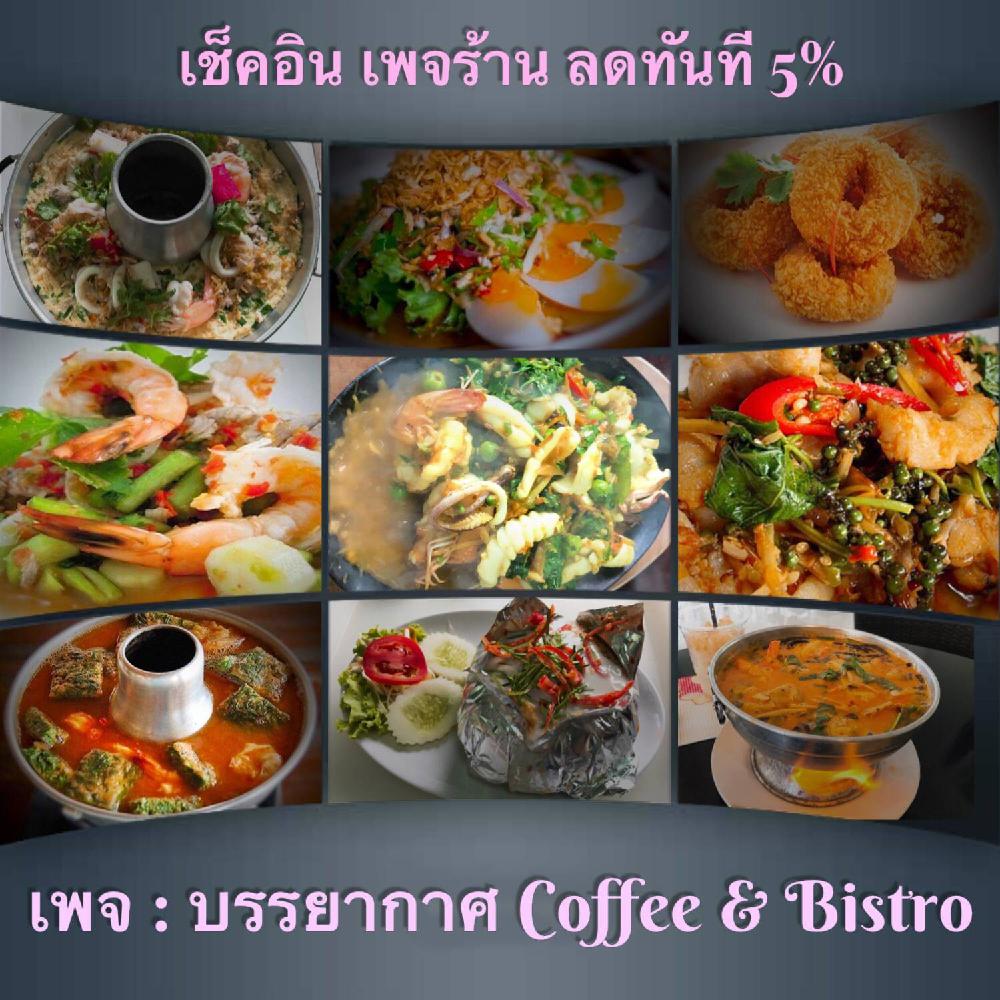 เช็คอิน เพจร้าน ลดทันที 5%
เพจ : บรรยากาศ Coffee & Bistro